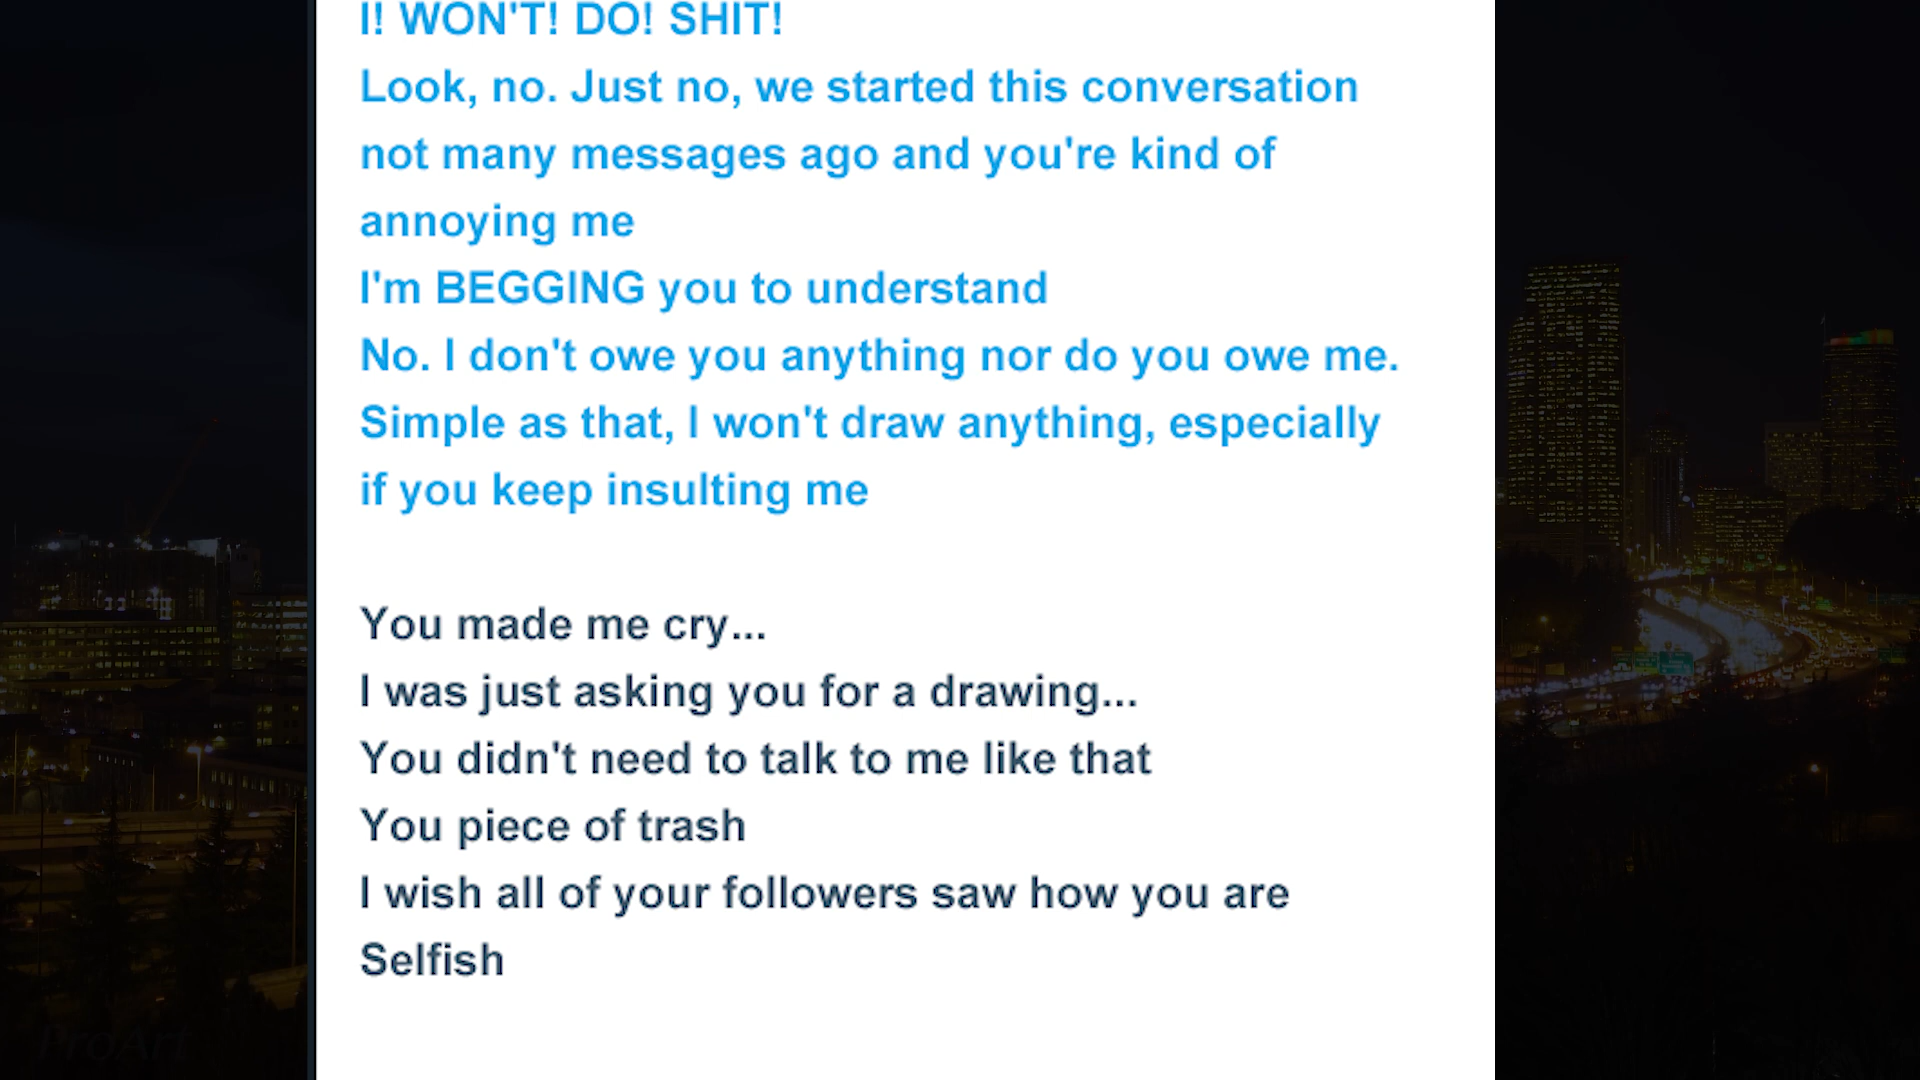 I! WON'T! DO! SHIT!
Look, no. Just no, we started this conversation
not many messages ago and you're kind of
annoying me
I'm BEGGING you to understand
No. I don't owe you anything nor do you owe me.
Simple as that, I won't draw anything, especially
if you keep insulting me
You made me cry...
I was just asking you for a drawing...
You didn't need to talk to me like that
You piece of trash
I wish all of your followers saw how you are
Selfish
ProArt